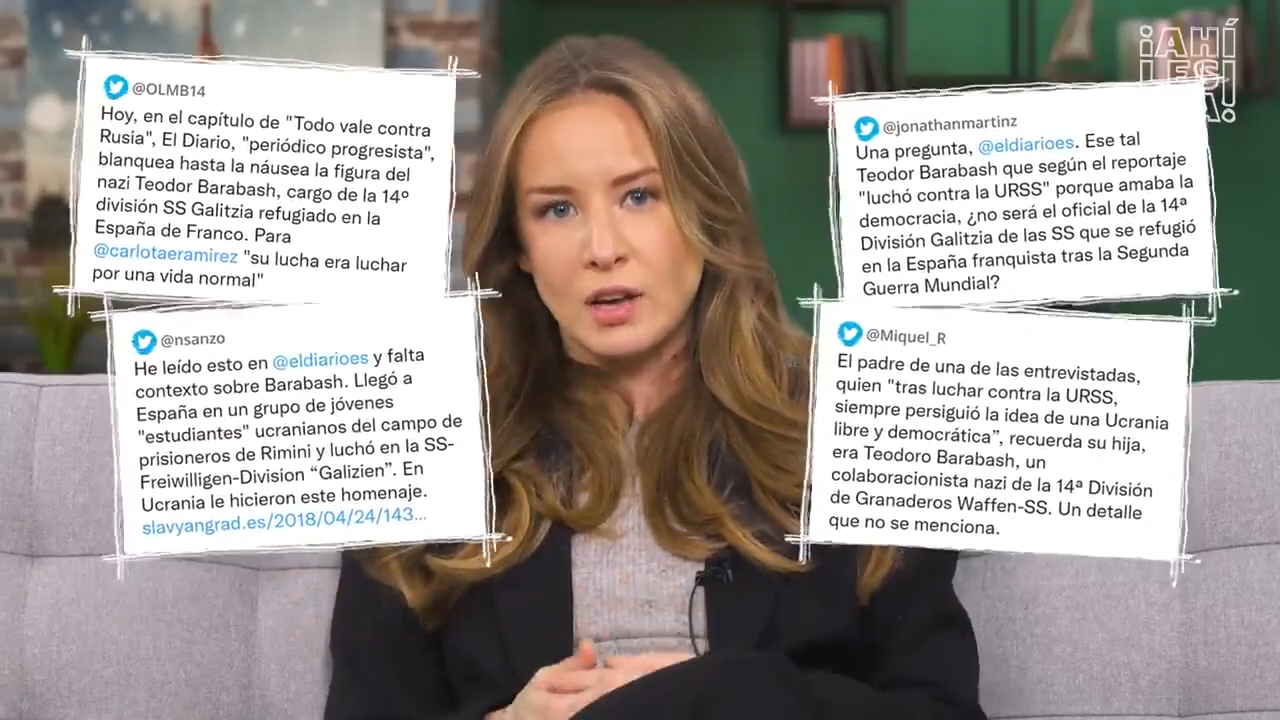 @OLMB14
Hoy, en el capítulo de "Todo vale contra
Rusia", El Diario, "periódico progresista",
blanquea hasta la náusea la figura del
nazi Teodor Barabash, cargo de la 14º
división SS Galitzia refugiado en la
España de Franco. Para
@carlotaeramirez "su lucha era luchar
por una vida normal"
@nsanzo
He leído esto en @eldiarioes y falta
contexto sobre Barabash. Llegó a
España en un grupo de jóvenes
"estudiantes" ucranianos del campo de
prisioneros de Rimini y luchó en la SS-
Freiwilligen-Division “Galizien”. En
Ucrania le hicieron este homenaje.
slavyangrad.es/2018/04/24/143...
¡AHÍ
LES
VA!
@jonathanmartinz
Una pregunta, @eldiarioes. Ese tal
Teodor Barabash que según el reportaje
"luchó contra la URSS" porque amaba la
democracia, ¿no será el oficial de la 14ª
División Galitzia de las SS que se refugió
en la España franquista tras la Segunda
Guerra Mundial?
@Miquel_R
El padre de una de las entrevistadas,
quien "tras luchar contra la URSS,
siempre persiguió la idea de una Ucrania
libre y democrática”, recuerda su hija,
era Teodoro Barabash, un
colaboracionista nazi de la 14ª División
de Granaderos Waffen-SS. Un detalle
que no se menciona.